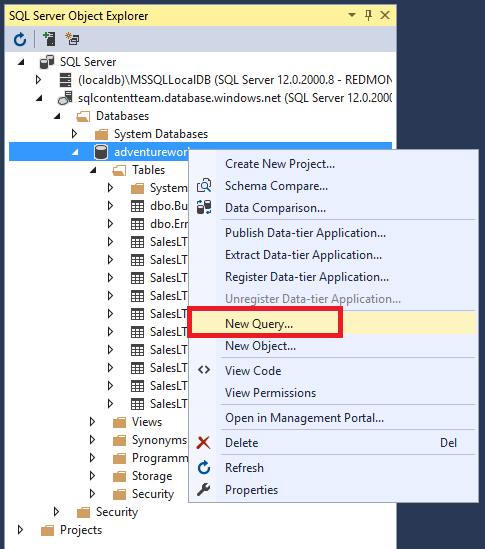 SQL Server Object Explorer
SQL Server
(localdb)\MSSQLLocalDB (SQL Server 12.0.2000.8 - REDMON
sqlcontentteam.database.windows.net (SQL Server 12.0.2000
Databases
System Databases
adventurework
Tables
System
dbo.Bu
dbo.Err
SalesLT
SalesLT
SalesLT
SalesLT
SalesLT
SalesLT
SalesLT
SalesLT
SalesLT
Views
Synonyms
Programm
Storage
Security
Security
Projects
Create New Project...
Schema Compare...
Data Comparison...
Publish Data-tier Application...
Extract Data-tier Application...
Register Data-tier Application...
Unregister Data-tier Application...
New Query...
New Object...
View Code
View Permissions
Open in Management Portal...
Delete Del
Refresh
Properties